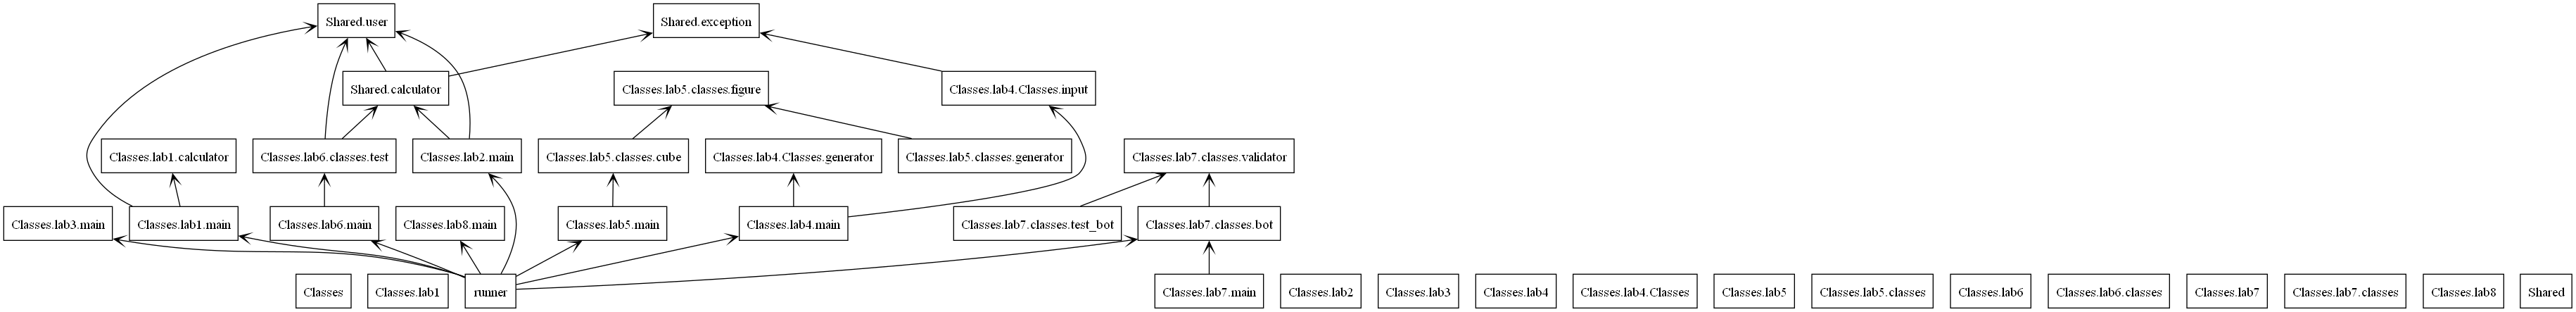 Shared.user
Shared.exception
Shared.calculator
Classes.lab5.classes.figure
Classes.lab4.Classes.input
Classes.lab1.calculator
Classes.lab6.classes.test
Classes.lab2.main
Classes.lab5.classes.cube
Classes.lab4.Classes.generator
Classes.lab5.classes.generator
Classes.lab7.classes.validator
Classes.lab3.main
Classes.lab1.main
Classes.lab6.main
Classes.lab8.main
Classes.lab5.main
Classes.lab4.main
Classes.lab7.classes.test_bot
Classes.lab7.classes.bot
Classes
Classes.lab1
runner
Classes.lab7.main
Classes.lab2
Classes.lab3
Classes.lab4
Classes.lab4.Classes
Classes.lab5
Classes.lab5.classes
Classes.lab6
Classes.lab6.classes
Classes.lab7
Classes.lab7.classes
Classes.lab8
Shared